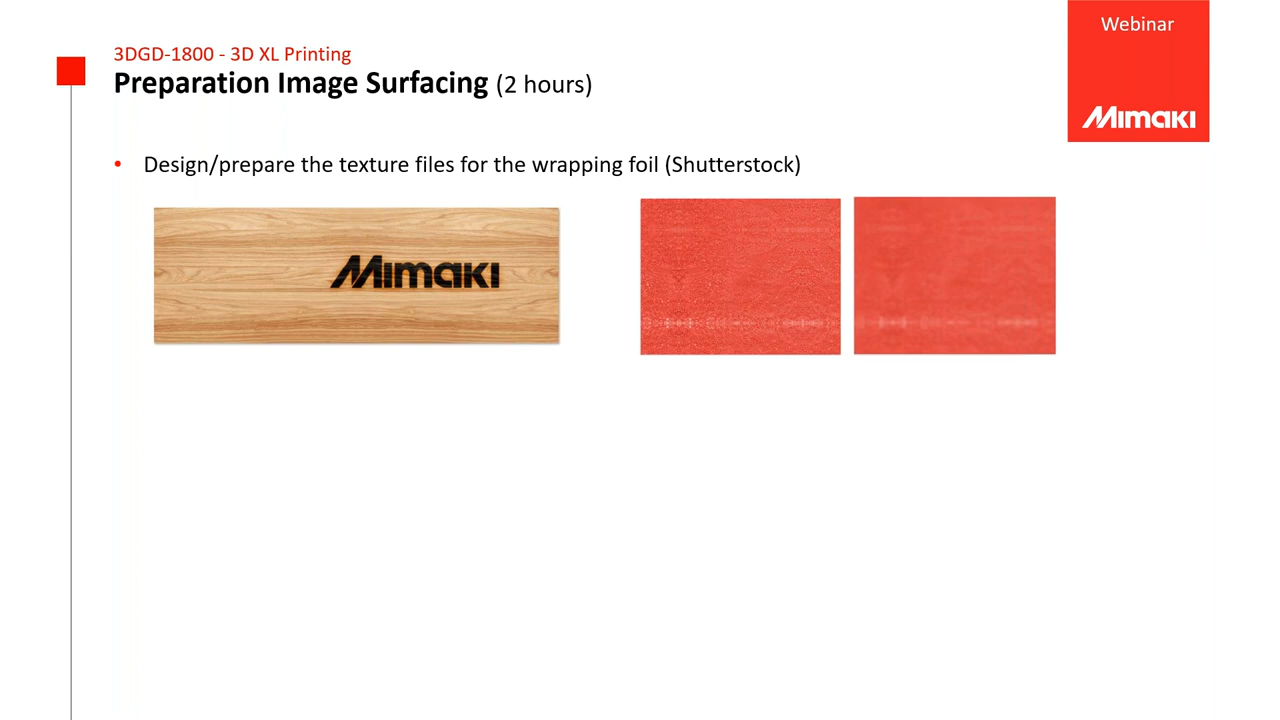 Webinar
3DGD-1800 - 3D XL Printing
Preparation Image Surfacing (2 hours)
Mimaki
• Design/prepare the texture files for the wrapping foil (Shutterstock)
Mimaki